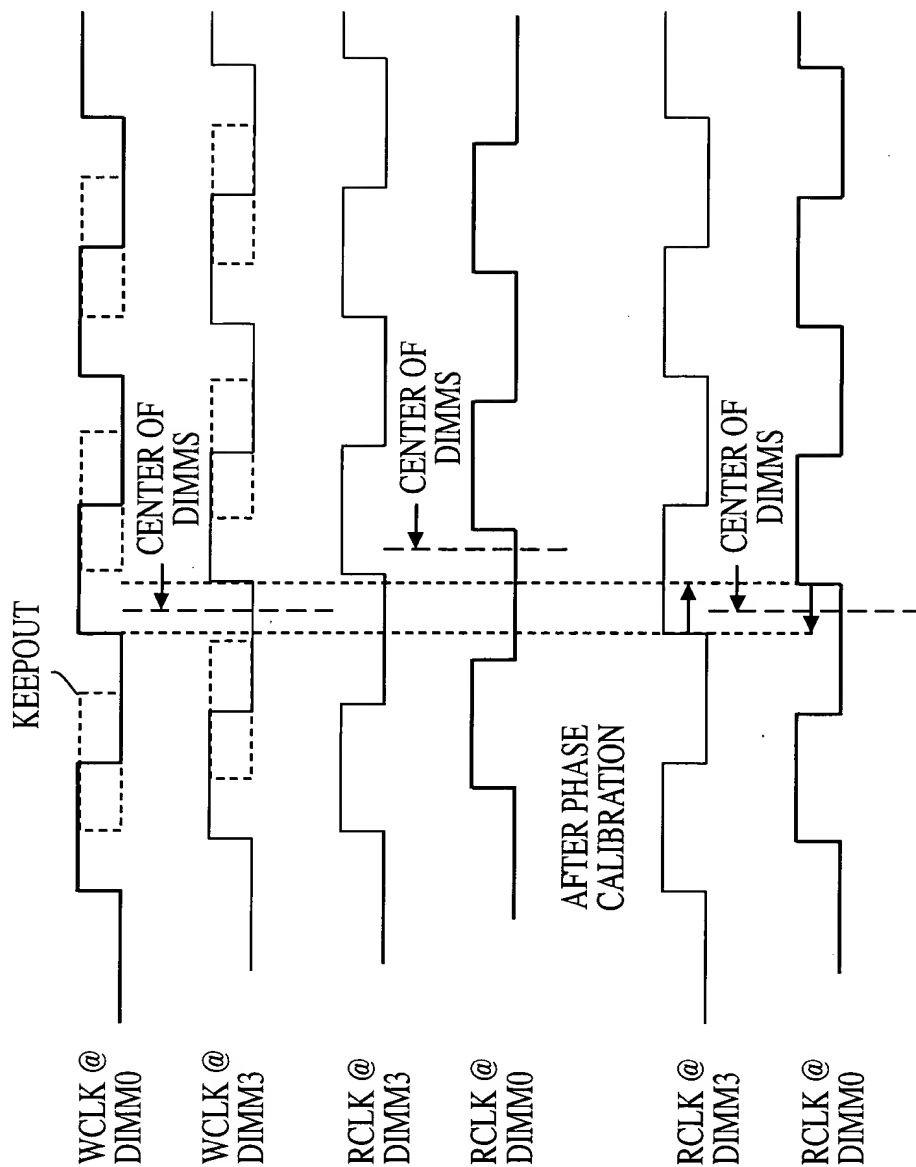 KEEPOUT
WCLK @
DIMM0
CENTER OF
DIMMS
WCLK @
DIMM3
RCLK @
DIMM3
CENTER OF
DIMMS
RCLK @
DIMM0
AFTER PHASE
CALIBRATION
RCLK @
DIMM3
CENTER OF
DIMMS
RCLK @
DIMM0